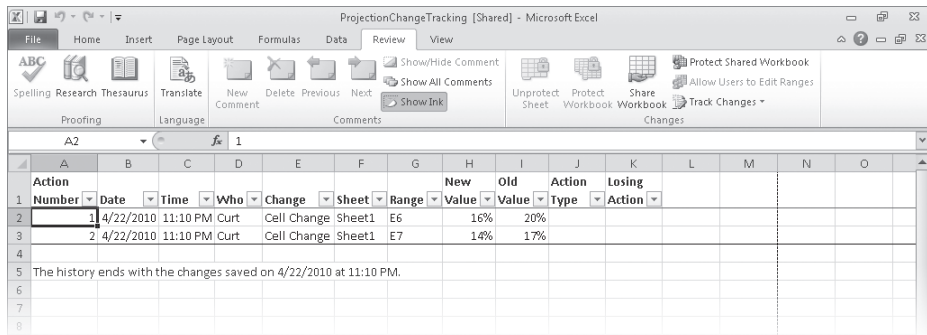 ProjectionChangeTracking [Shared] - Microsoft Excel
File Home Insert Page Layout Formulas Data Review View
ABC
Spelling Research Thesaurus
Proofing
Translate
Language
New Comment Delete Previous Next
Show/Hide Comment
Show All Comments
Show Ink
Comments
Unprotect Sheet Protect Workbook Share Workbook
Protect Shared Workbook
Allow Users to Edit Ranges
Track Changes
Changes
A2 fx 1
A B C D E F G H I J K L M N O
1 Action Number Date Time Who Change Sheet Range New Value Old Value Action Type Losing Action
2 1 4/22/2010 11:10 PM Curt Cell Change Sheet1 E6 16% 20%
3 2 4/22/2010 11:10 PM Curt Cell Change Sheet1 E7 14% 17%
4
5 The history ends with the changes saved on 4/22/2010 at 11:10 PM.
6
7
8